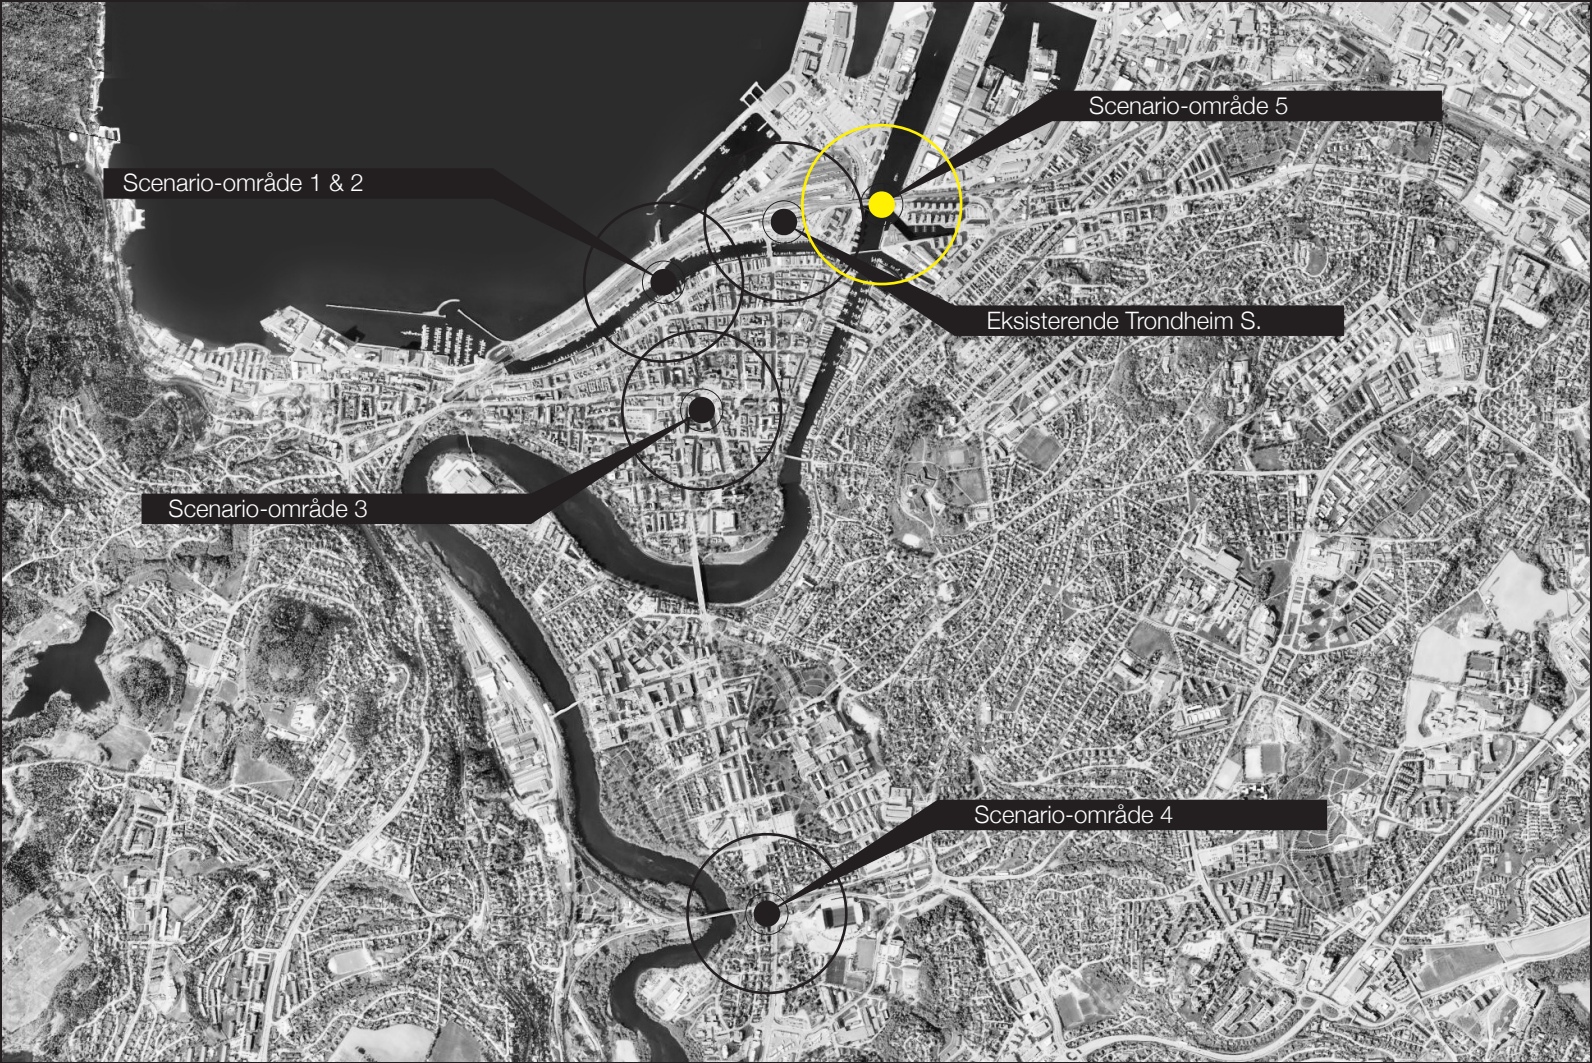 Scenario-område 5
Scenario-område 1 & 2
Eksisterende Trondheim S.
Scenario-område 3
Scenario-område 4